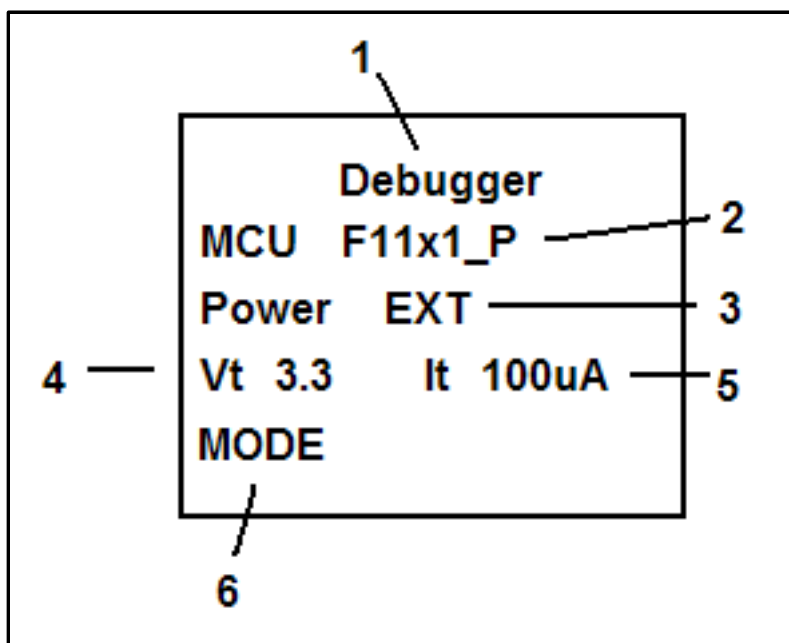 1
Debugger
MCU F11x1_P 2
Power EXT 3
4 Vt 3.3 It 100uA 5
MODE
6